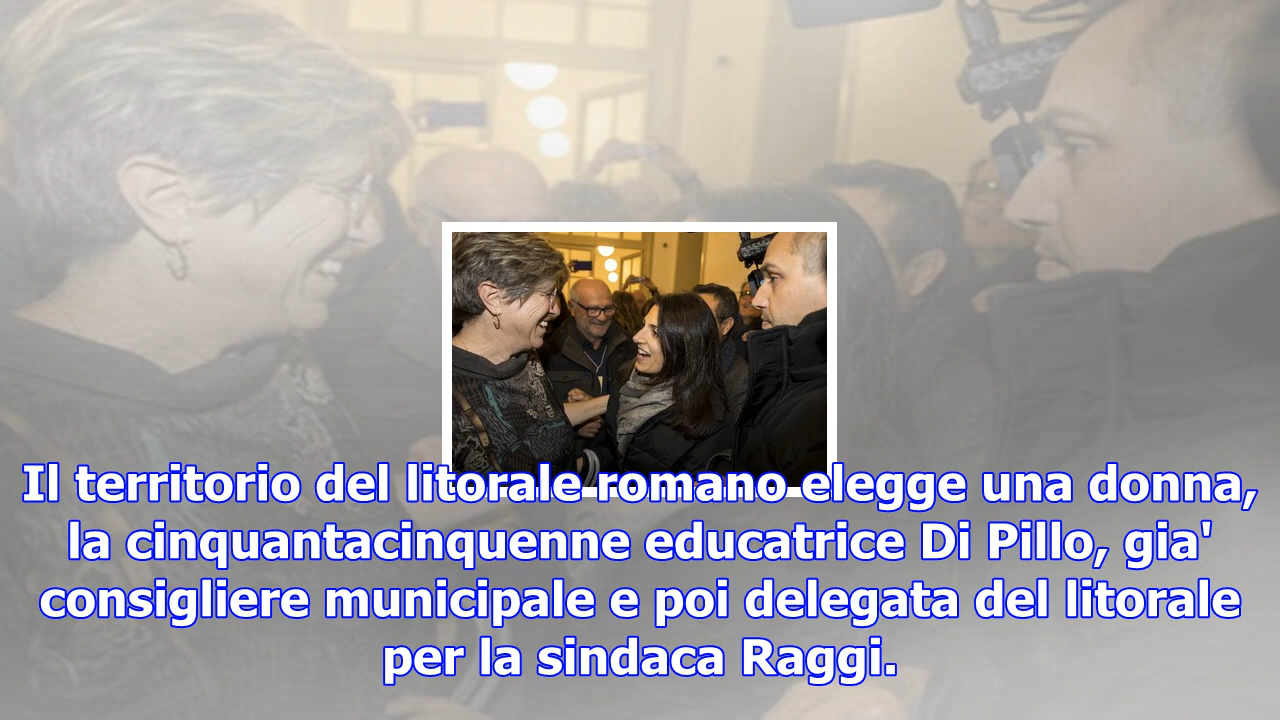 Il territorio del litorale romano elegge una donna,
la cinquantacinquenne educatrice Di Pillo, gia'
consigliere municipale e poi delegata del litorale
per la sindaca Raggi.